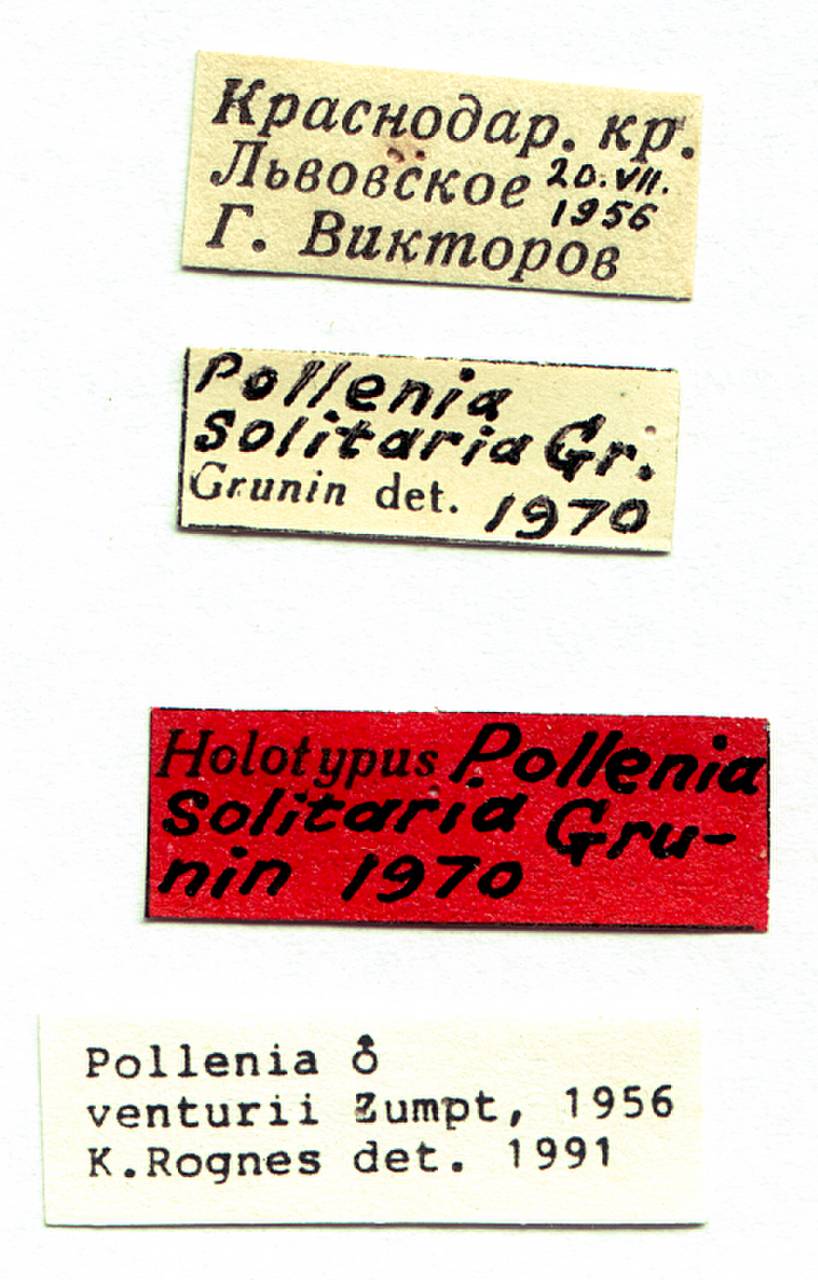 Краснодар. кр.
Львовское 20.VII.
1956
Г. Викторов
Pollenia
solitaria Gr.
Grunin det. 1970
Holotypus Pollenia
solitaria Gru-
nin 1970
Pollenia ♂
venturii Zumpt, 1956
K.Rognes det. 1991